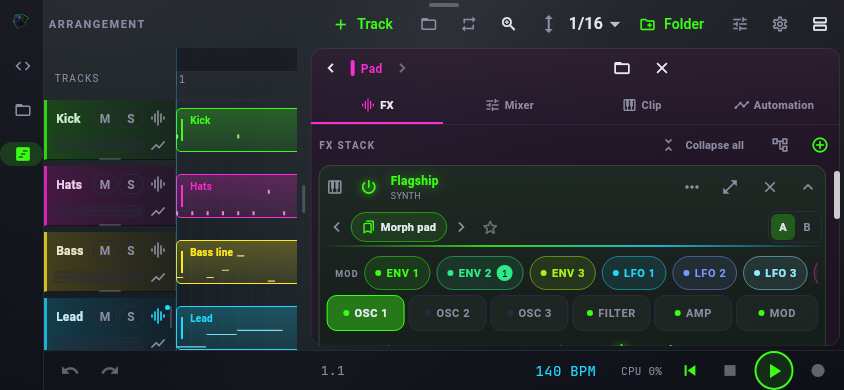 ARRANGEMENT
+ Track
1/16
Folder
TRACKS
1
Kick M S
Kick
Hats M S
Hats
Bass M S
Bass line
Lead M S
Lead
Pad
FX
Mixer
Clip
Automation
FX STACK
Collapse all
Flagship
SYNTH
Morph pad
A B
MOD ENV 1 ENV 2 1 ENV 3 LFO 1 LFO 2 LFO 3
OSC 1 OSC 2 OSC 3 FILTER AMP MOD
1.1
140 BPM
CPU 0%